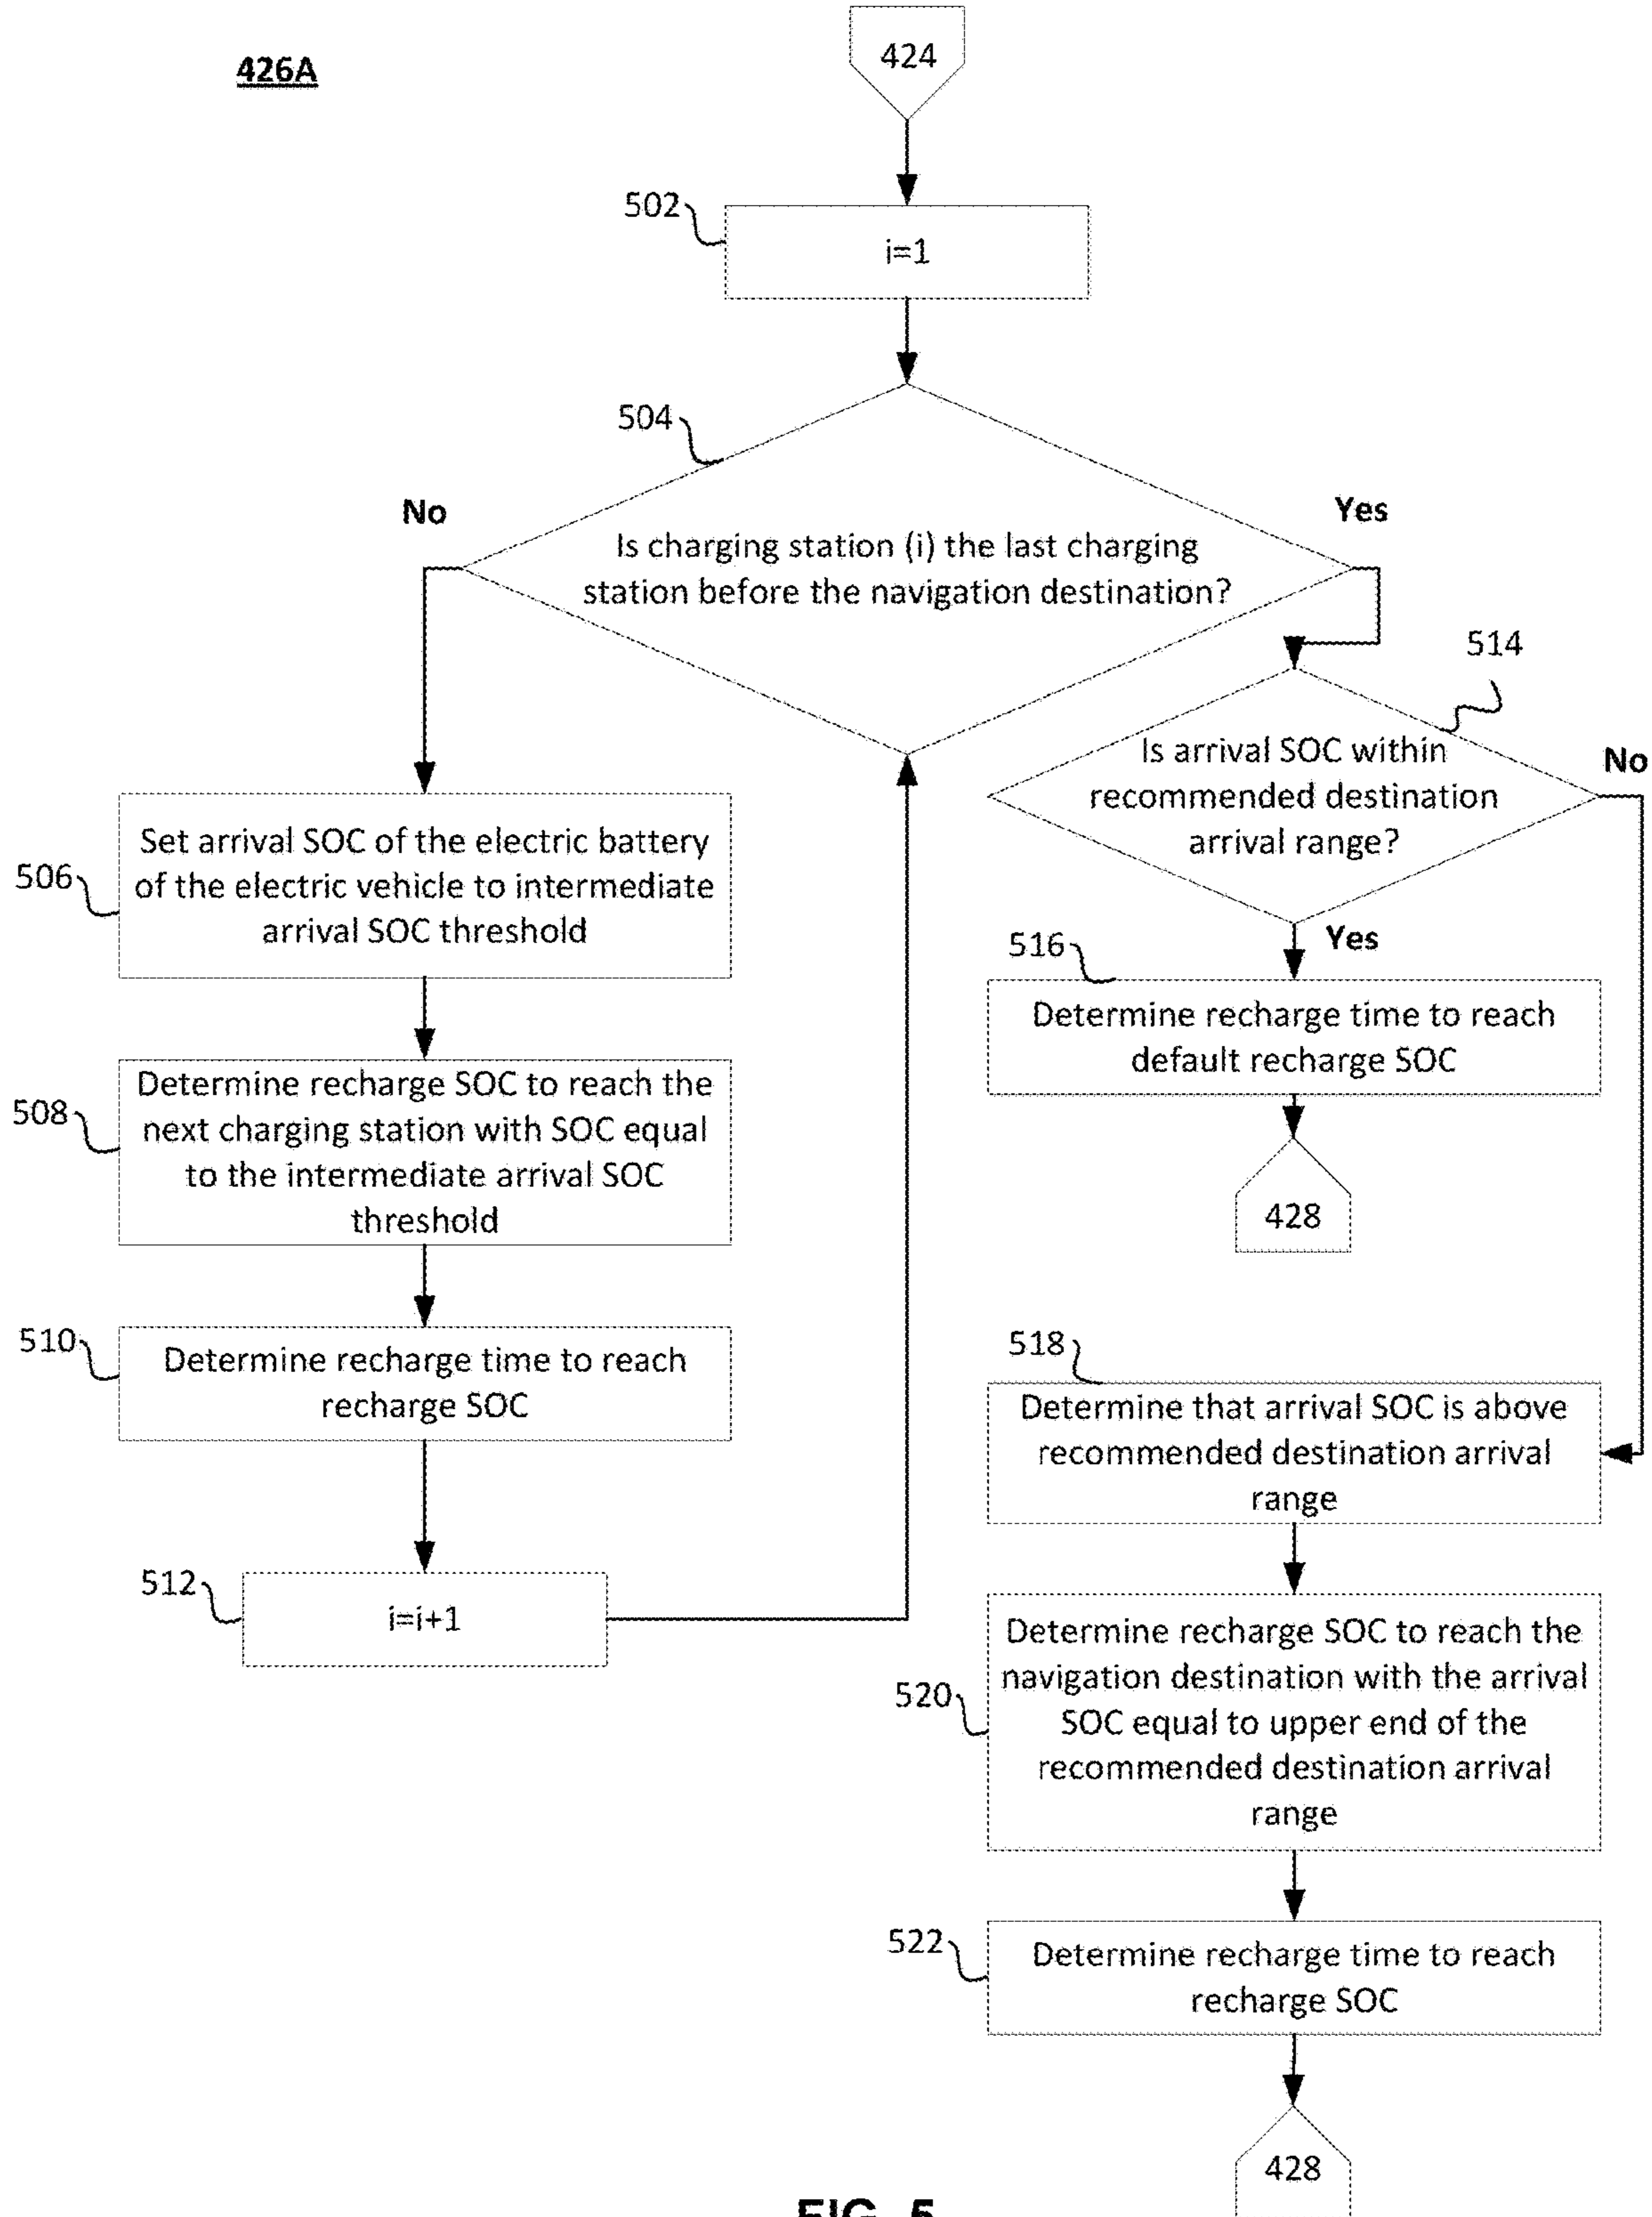 426A
424
502
i=1
504
No
Yes
Is charging station (i) the last charging
station before the navigation destination?
514
Is arrival SOC within
recommended destination
arrival range?
No
Yes
506
Set arrival SOC of the electric battery
of the electric vehicle to intermediate
arrival SOC threshold
508
Determine recharge SOC to reach the
next charging station with SOC equal
to the intermediate arrival SOC
threshold
510
Determine recharge time to reach
recharge SOC
512
i=i+1
516
Determine recharge time to reach
default recharge SOC
428
518
Determine that arrival SOC is above
recommended destination arrival
range
520
Determine recharge SOC to reach the
navigation destination with the arrival
SOC equal to upper end of the
recommended destination arrival
range
522
Determine recharge time to reach
recharge SOC
428
FIG. 5